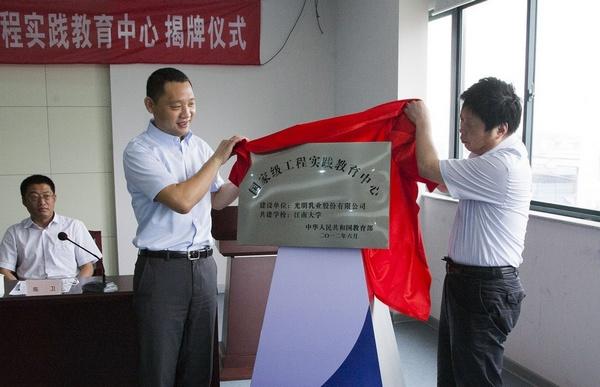 程实践教育中心 揭牌仪式
国家级工程实践教育中心
建设单位：光明乳业股份有限公司
共建学校：江南大学
中华人民共和国教育部
二〇一二年六月